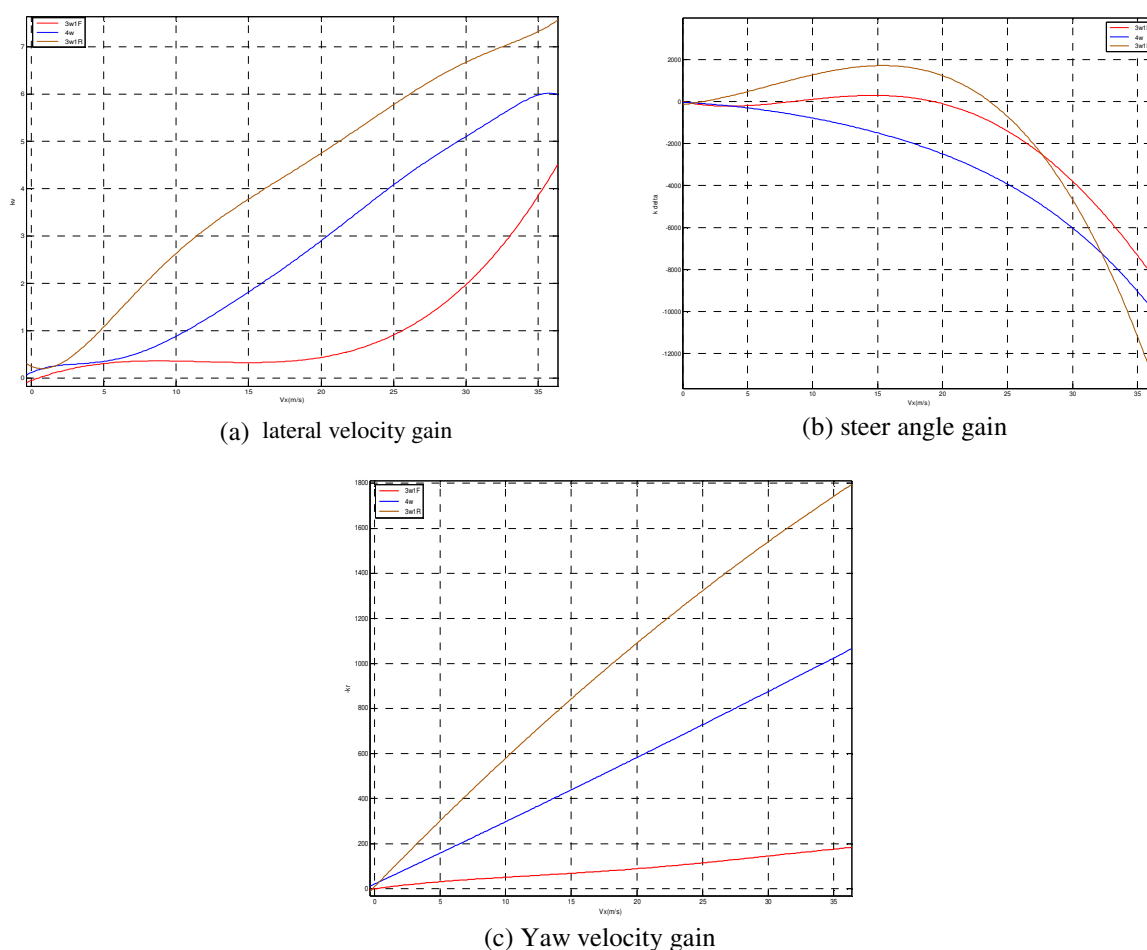 3w1F
4w
3w1R
7
6
5
4
3
2
1
0
kv
0 5 10 15 20 25 30 35
Vx(m/s)
(a) lateral velocity gain
4w
2000
0
-2000
-4000
-6000
-8000
-10000
-12000
k delta
0 5 10 15 20 25 30 35
Vx(m/s)
(b) steer angle gain
3w1F
4w
3w1R
1800
1600
1400
1200
1000
800
600
400
200
0
-kr
0 5 10 15 20 25 30 35
Vx(m/s)
(c) Yaw velocity gain